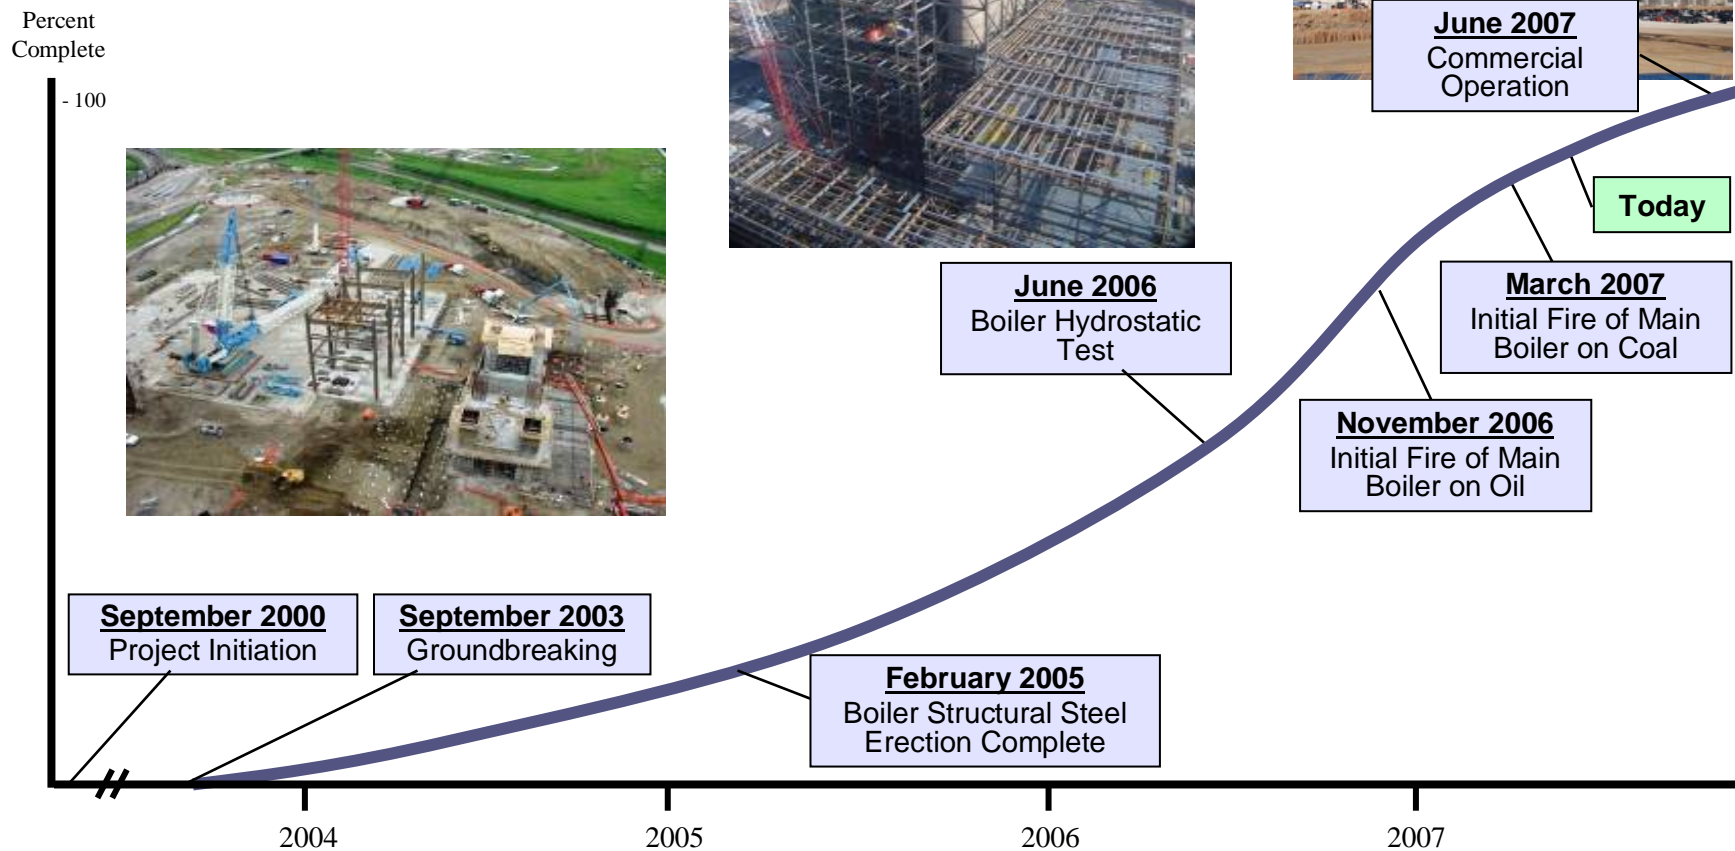 Percent
Complete
- 100
June 2007
Commercial
Operation
Today
March 2007
Initial Fire of Main
Boiler on Coal
June 2006
Boiler Hydrostatic
Test
November 2006
Initial Fire of Main
Boiler on Oil
September 2000
Project Initiation
September 2003
Groundbreaking
February 2005
Boiler Structural Steel
Erection Complete
2004
2005
2006
2007